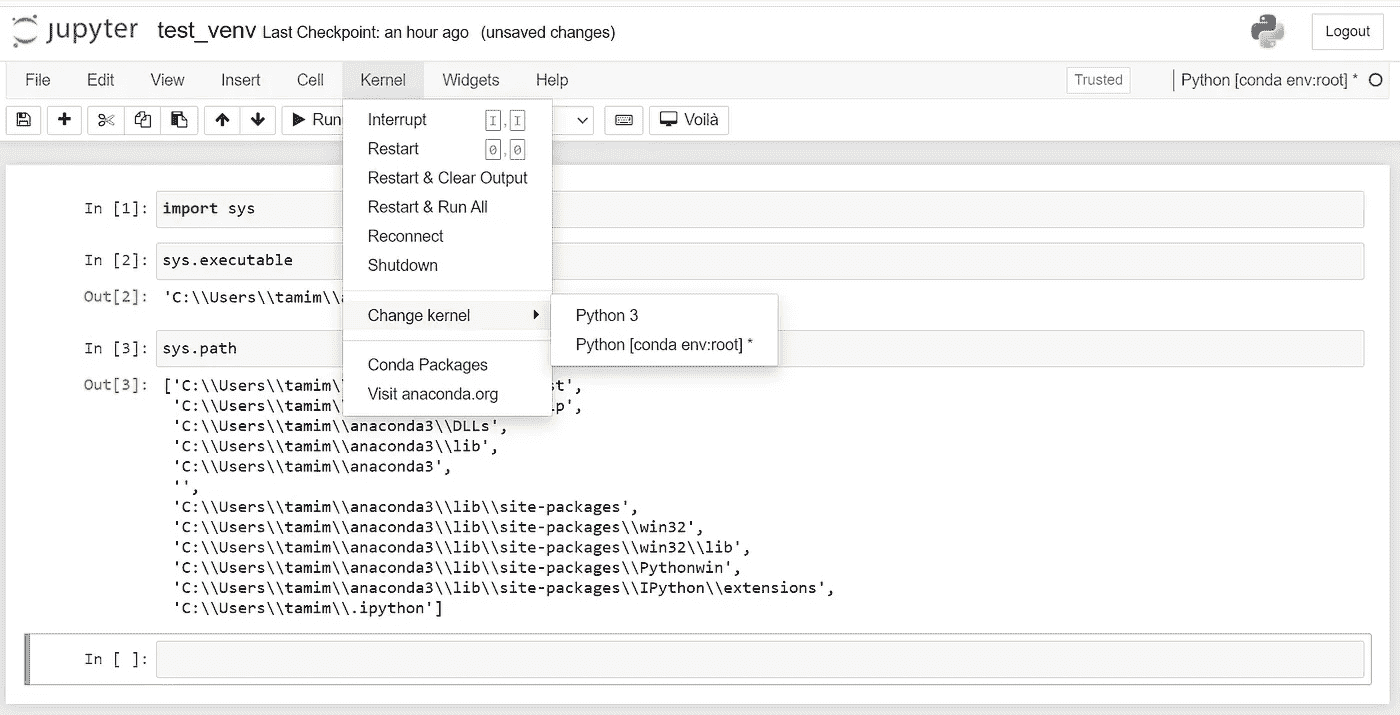 jupyter test_venv Last Checkpoint: an hour ago (unsaved changes) Logout
File Edit View Insert Cell Kernel Widgets Help Trusted Python [conda env:root] *
Run Voilà
Interrupt I,I
Restart 0,0
Restart & Clear Output
Restart & Run All
Reconnect
Shutdown
Change kernel
Python 3
Python [conda env:root] *
Conda Packages
Visit anaconda.org
In [1]: import sys
In [2]: sys.executable
Out[2]: 'C:\\Users\\tamim\\
In [3]: sys.path
Out[3]: ['C:\\Users\\tamim\ st',
'C:\\Users\\tamim\ ip',
'C:\\Users\\tamim\\anaconda3\\DLLs',
'C:\\Users\\tamim\\anaconda3\\lib',
'C:\\Users\\tamim\\anaconda3',
'',
'C:\\Users\\tamim\\anaconda3\\lib\\site-packages',
'C:\\Users\\tamim\\anaconda3\\lib\\site-packages\\win32',
'C:\\Users\\tamim\\anaconda3\\lib\\site-packages\\win32\\lib',
'C:\\Users\\tamim\\anaconda3\\lib\\site-packages\\Pythonwin',
'C:\\Users\\tamim\\anaconda3\\lib\\site-packages\\IPython\\extensions',
'C:\\Users\\tamim\\.ipython']
In [ ]: